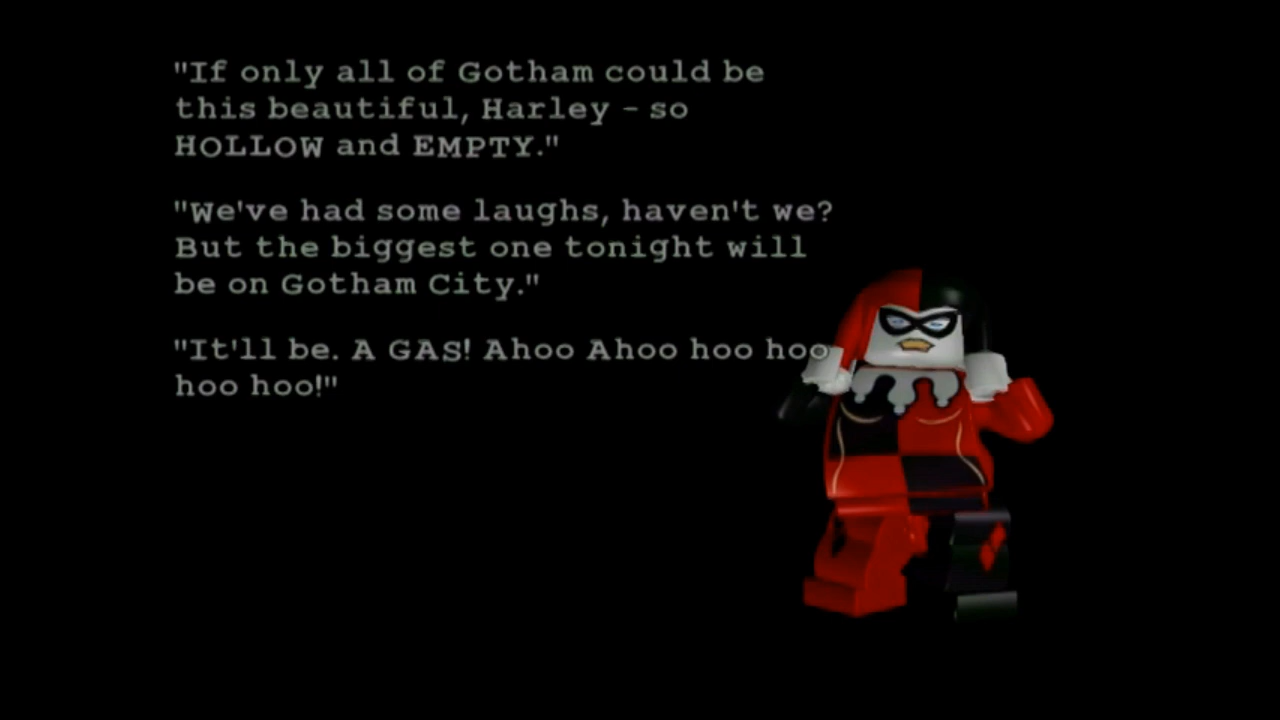 "If only all of Gotham could be
this beautiful, Harley - so
HOLLOW and EMPTY."
"We've had some laughs, haven't we?
But the biggest one tonight will
be on Gotham City."
"It'll be. A GAS! Ahoo Ahoo hoo hoo
hoo hoo!"